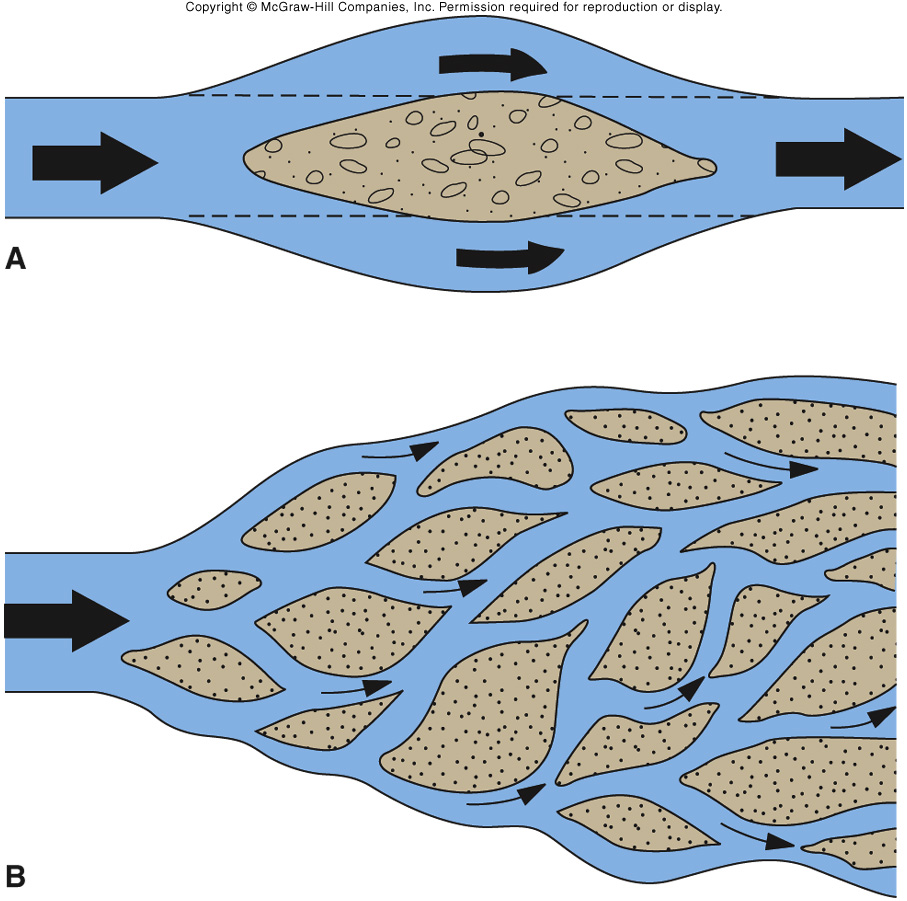 Copyright © McGraw-Hill Companies, Inc. Permission required for reproduction or display.
A
B